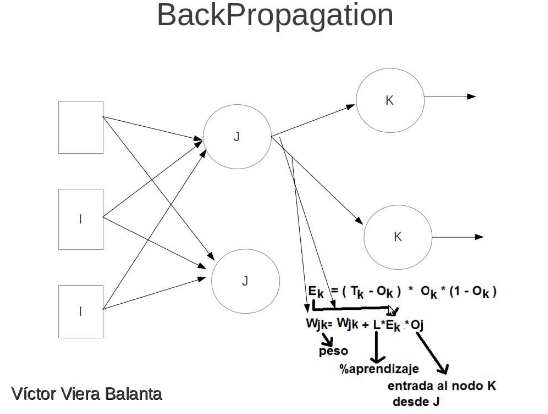 BackPropagation
K
J
I
K
J
I
Ek = ( Tk - Ok ) * Ok * (1 - Ok )
Wjk= Wjk + L*Ek *Oj
peso
%aprendizaje
entrada al nodo K
desde J
Víctor Viera Balanta